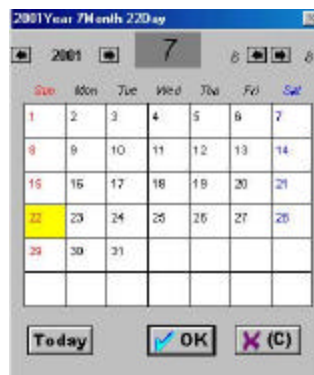 2001Year 7Month 22Day
2001 7 6 8
Sun Mon Tue Wed Thu Fri Sat
1 2 3 4 5 6 7
8 9 10 11 12 13 14
15 16 17 18 19 20 21
22 23 24 25 26 27 28
29 30 31
Today OK (C)